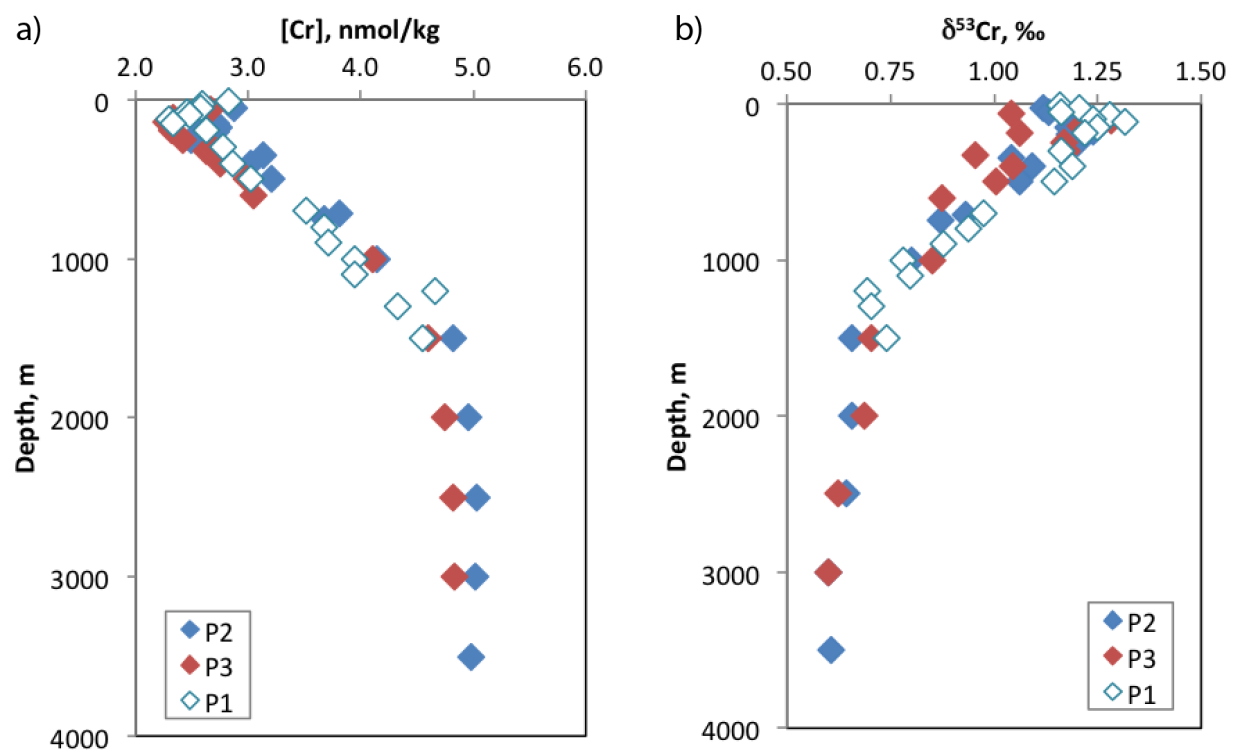 a)
[Cr], nmol/kg
2.0 3.0 4.0 5.0 6.0
0
1000
2000
3000
4000
Depth, m
P2
P3
P1
b)
δ⁵³Cr, ‰
0.50 0.75 1.00 1.25 1.50
0
1000
2000
3000
4000
Depth, m
P2
P3
P1